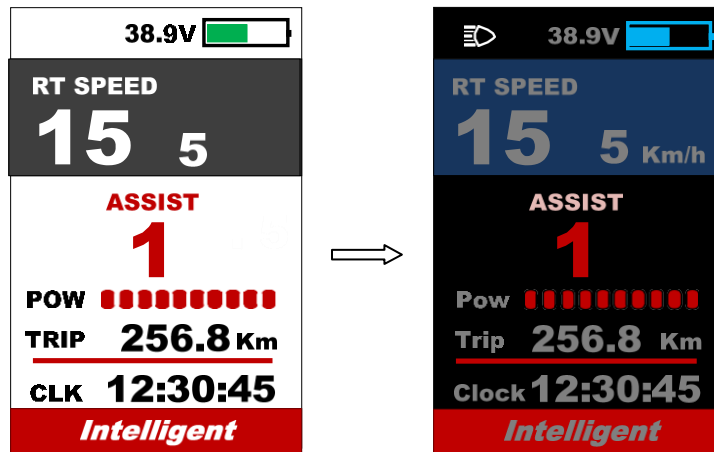 38.9V
RT SPEED
15 5
ASSIST
1
POW
TRIP 256.8 Km
CLK 12:30:45
Intelligent
38.9V
RT SPEED
15 5 Km/h
ASSIST
1
Pow
Trip 256.8 Km
Clock 12:30:45
Intelligent